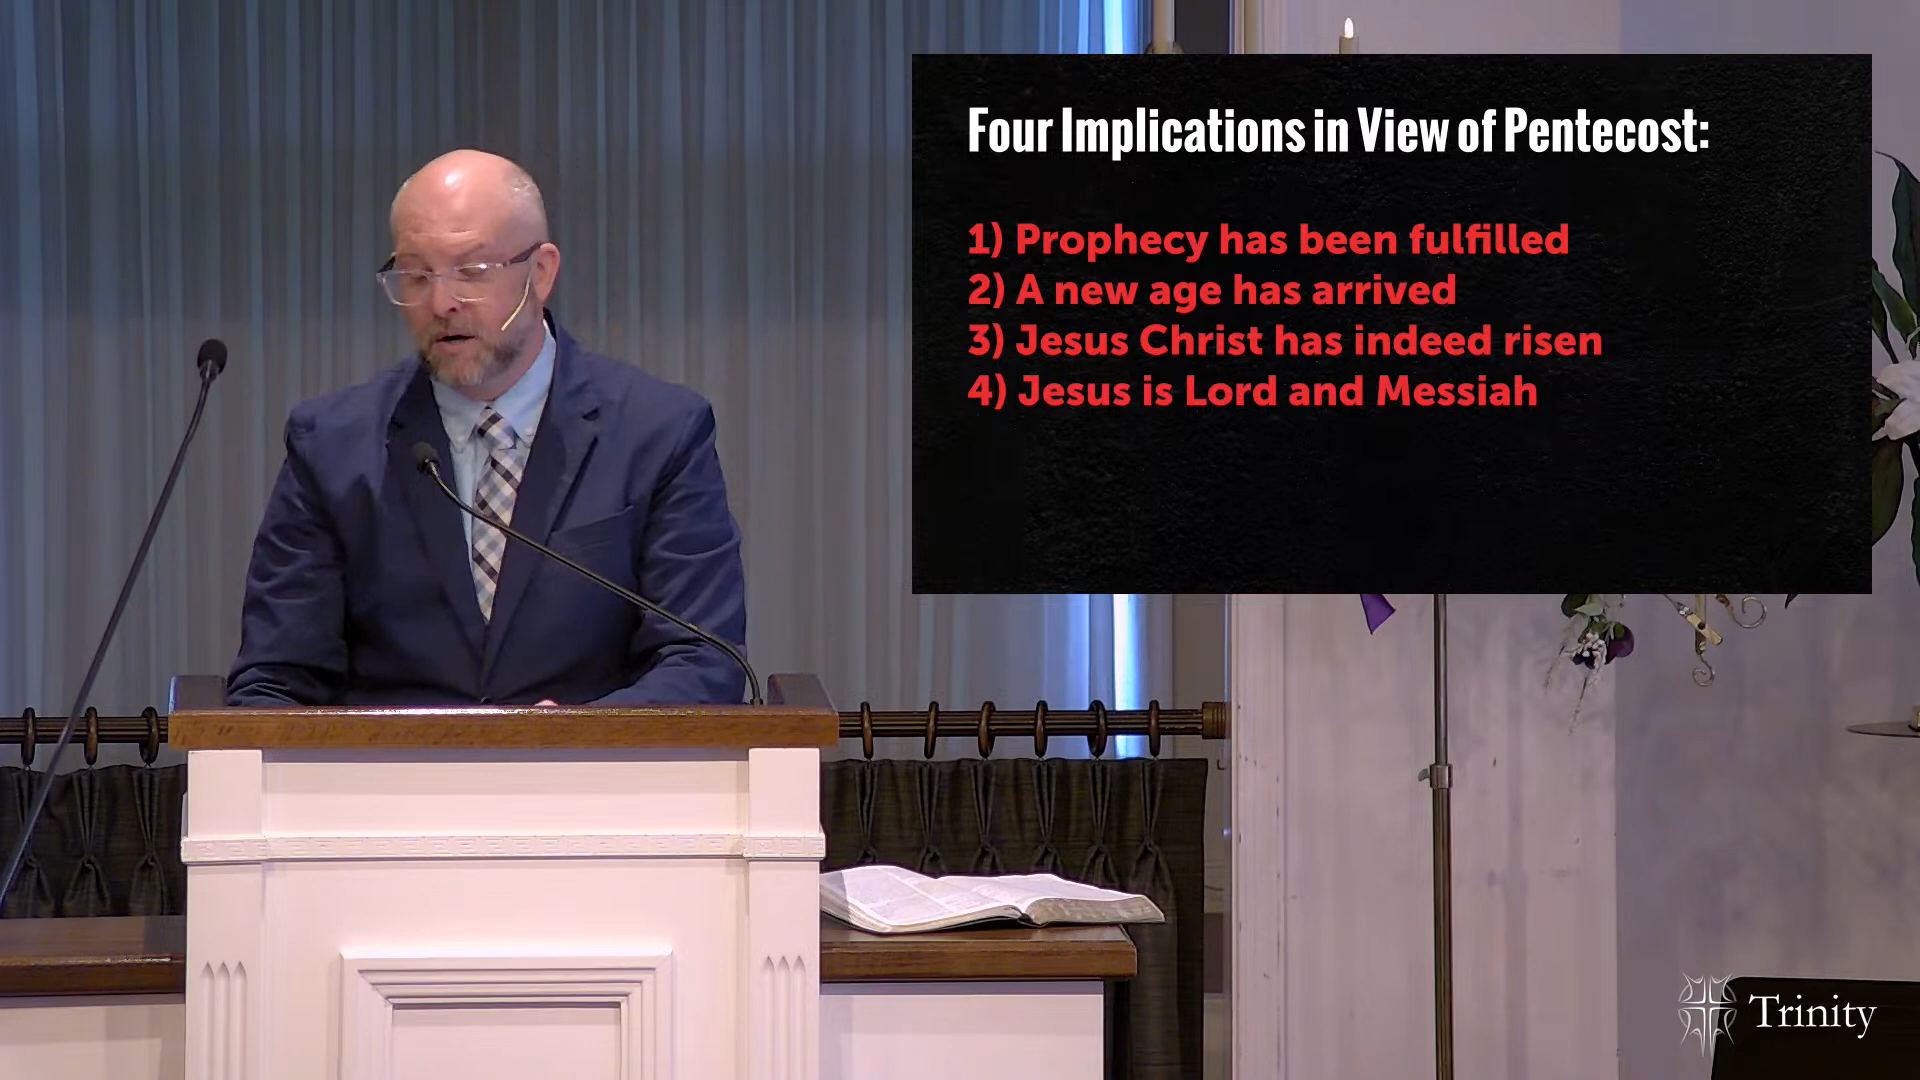 Four Implications in View of Pentecost:
1) Prophecy has been fulfilled
2) A new age has arrived
3) Jesus Christ has indeed risen
4) Jesus is Lord and Messiah
Trinity